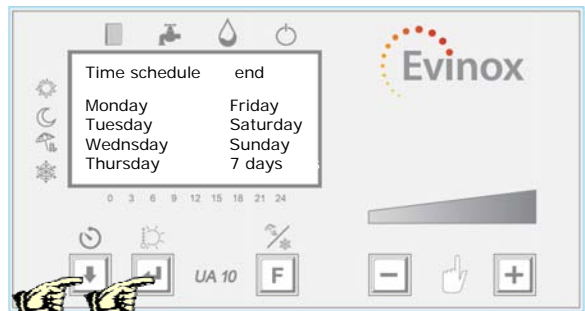 Evinox
Time schedule end
Monday Friday
Tuesday Saturday
Wednsday Sunday
Thursday 7 days
0 3 6 9 12 15 18 21 24
UA 10
F